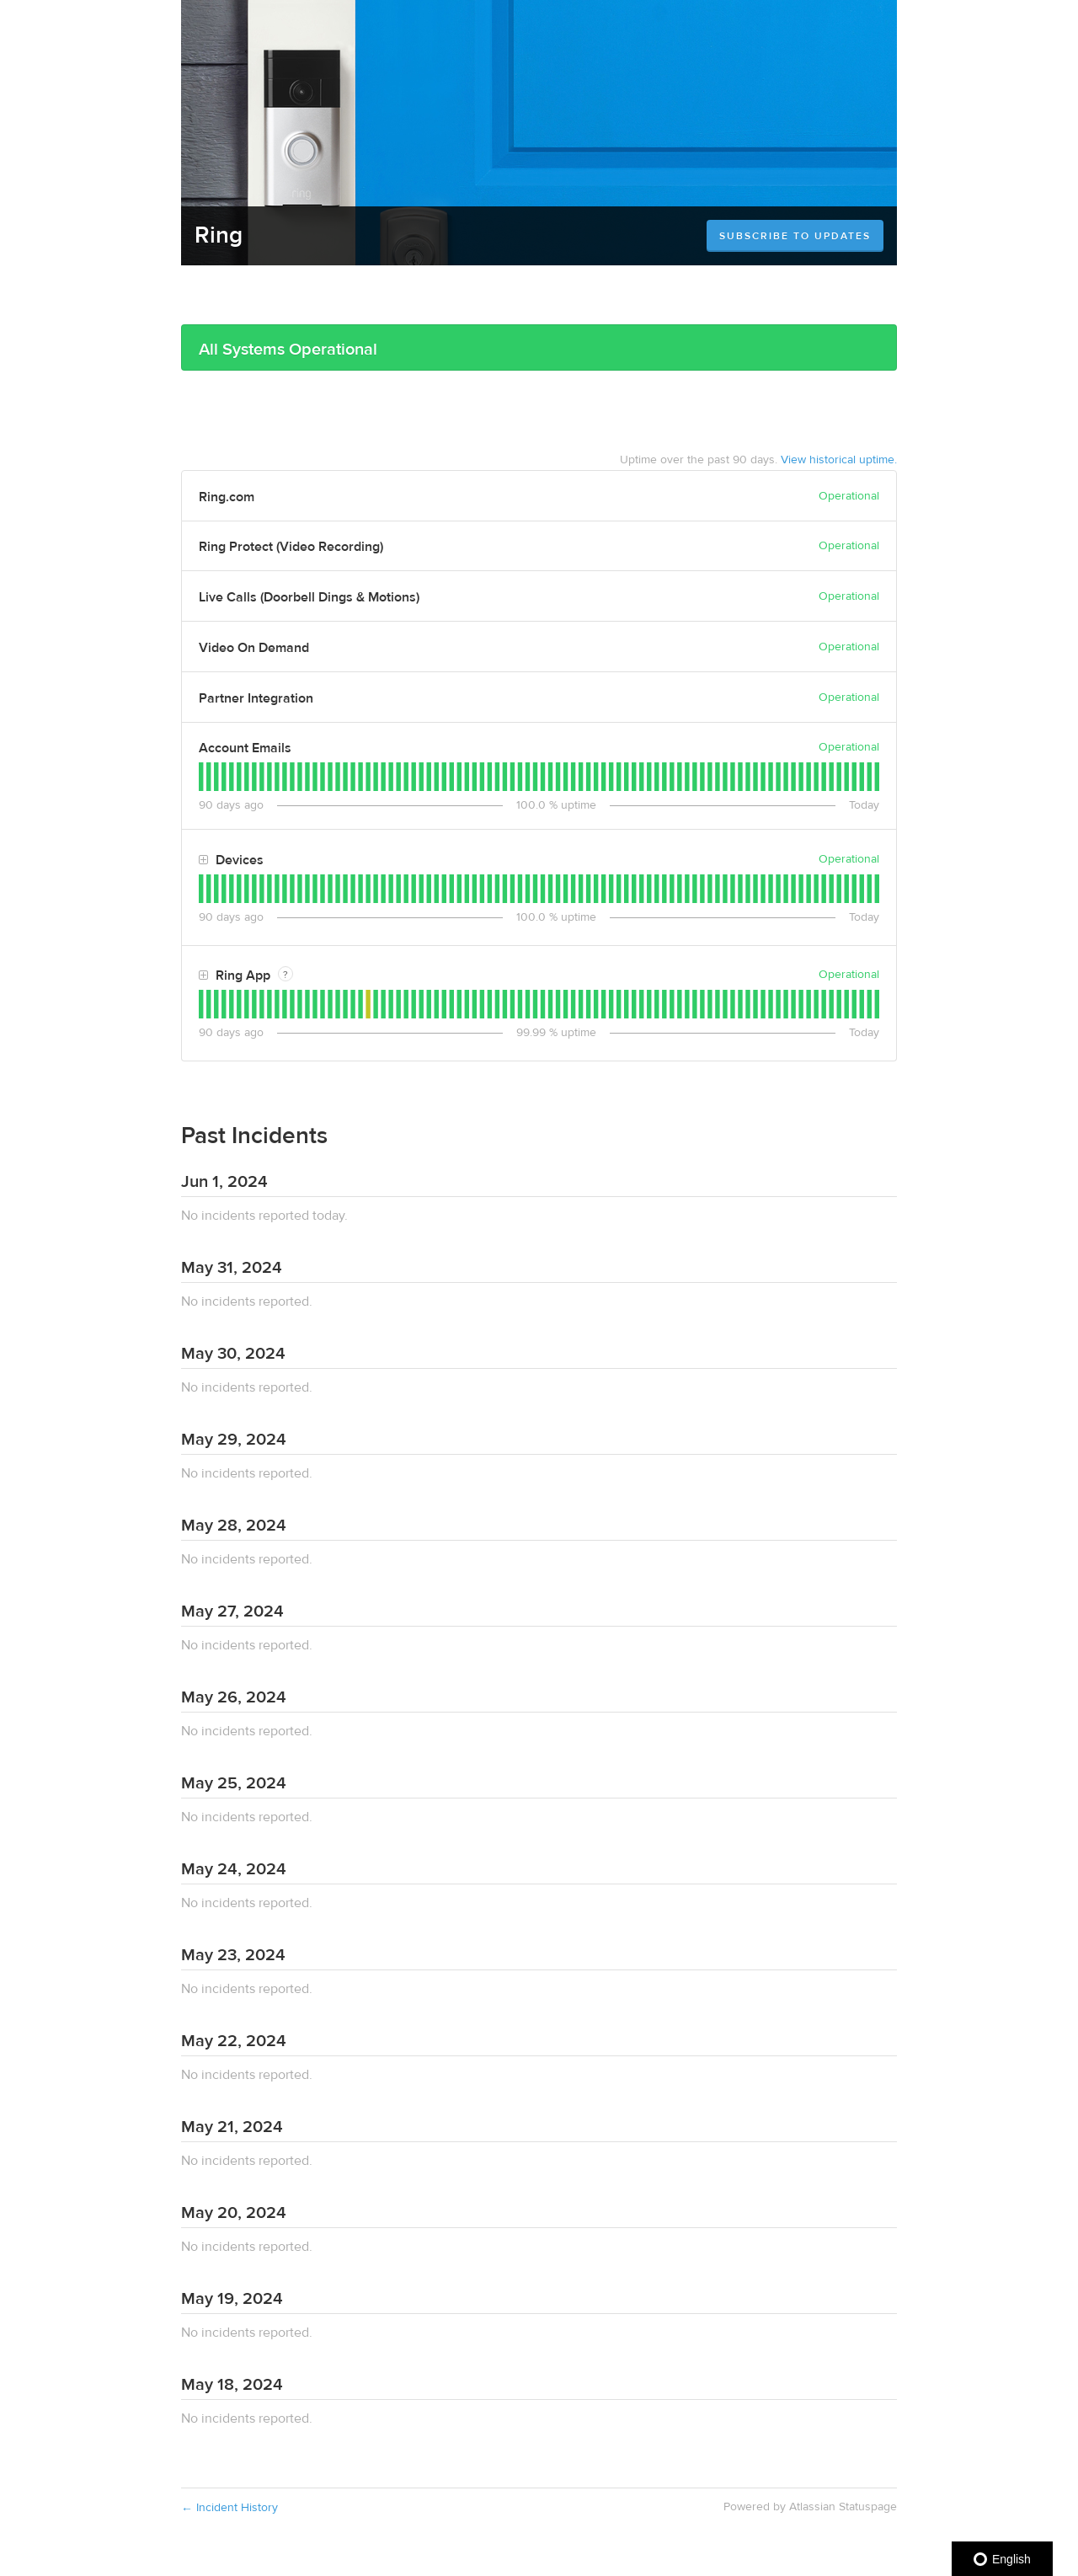 ring
Ring
SUBSCRIBE TO UPDATES
All Systems Operational
Uptime over the past 90 days. View historical uptime.
Ring.com
Operational
Ring Protect (Video Recording)
Operational
Live Calls (Doorbell Dings & Motions)
Operational
Video On Demand
Operational
Partner Integration
Operational
Account Emails
Operational
90 days ago
100.0 % uptime
Today
Devices
Operational
90 days ago
100.0 % uptime
Today
Ring App ?
Operational
90 days ago
99.99 % uptime
Today
Past Incidents
Jun 1, 2024
No incidents reported today.
May 31, 2024
No incidents reported.
May 30, 2024
No incidents reported.
May 29, 2024
No incidents reported.
May 28, 2024
No incidents reported.
May 27, 2024
No incidents reported.
May 26, 2024
No incidents reported.
May 25, 2024
No incidents reported.
May 24, 2024
No incidents reported.
May 23, 2024
No incidents reported.
May 22, 2024
No incidents reported.
May 21, 2024
No incidents reported.
May 20, 2024
No incidents reported.
May 19, 2024
No incidents reported.
May 18, 2024
No incidents reported.
← Incident History
Powered by Atlassian Statuspage
English